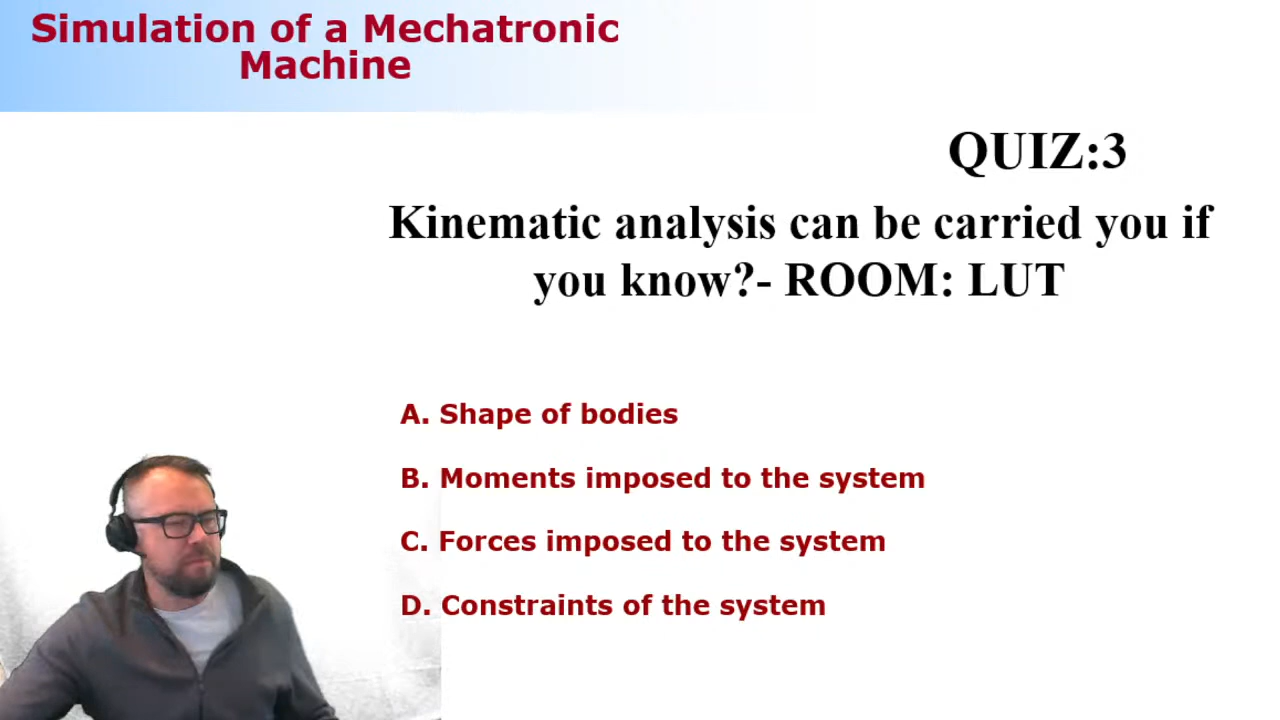 Simulation of a Mechatronic
Machine
QUIZ:3
Kinematic analysis can be carried you if
you know?- ROOM: LUT
A. Shape of bodies
B. Moments imposed to the system
C. Forces imposed to the system
D. Constraints of the system